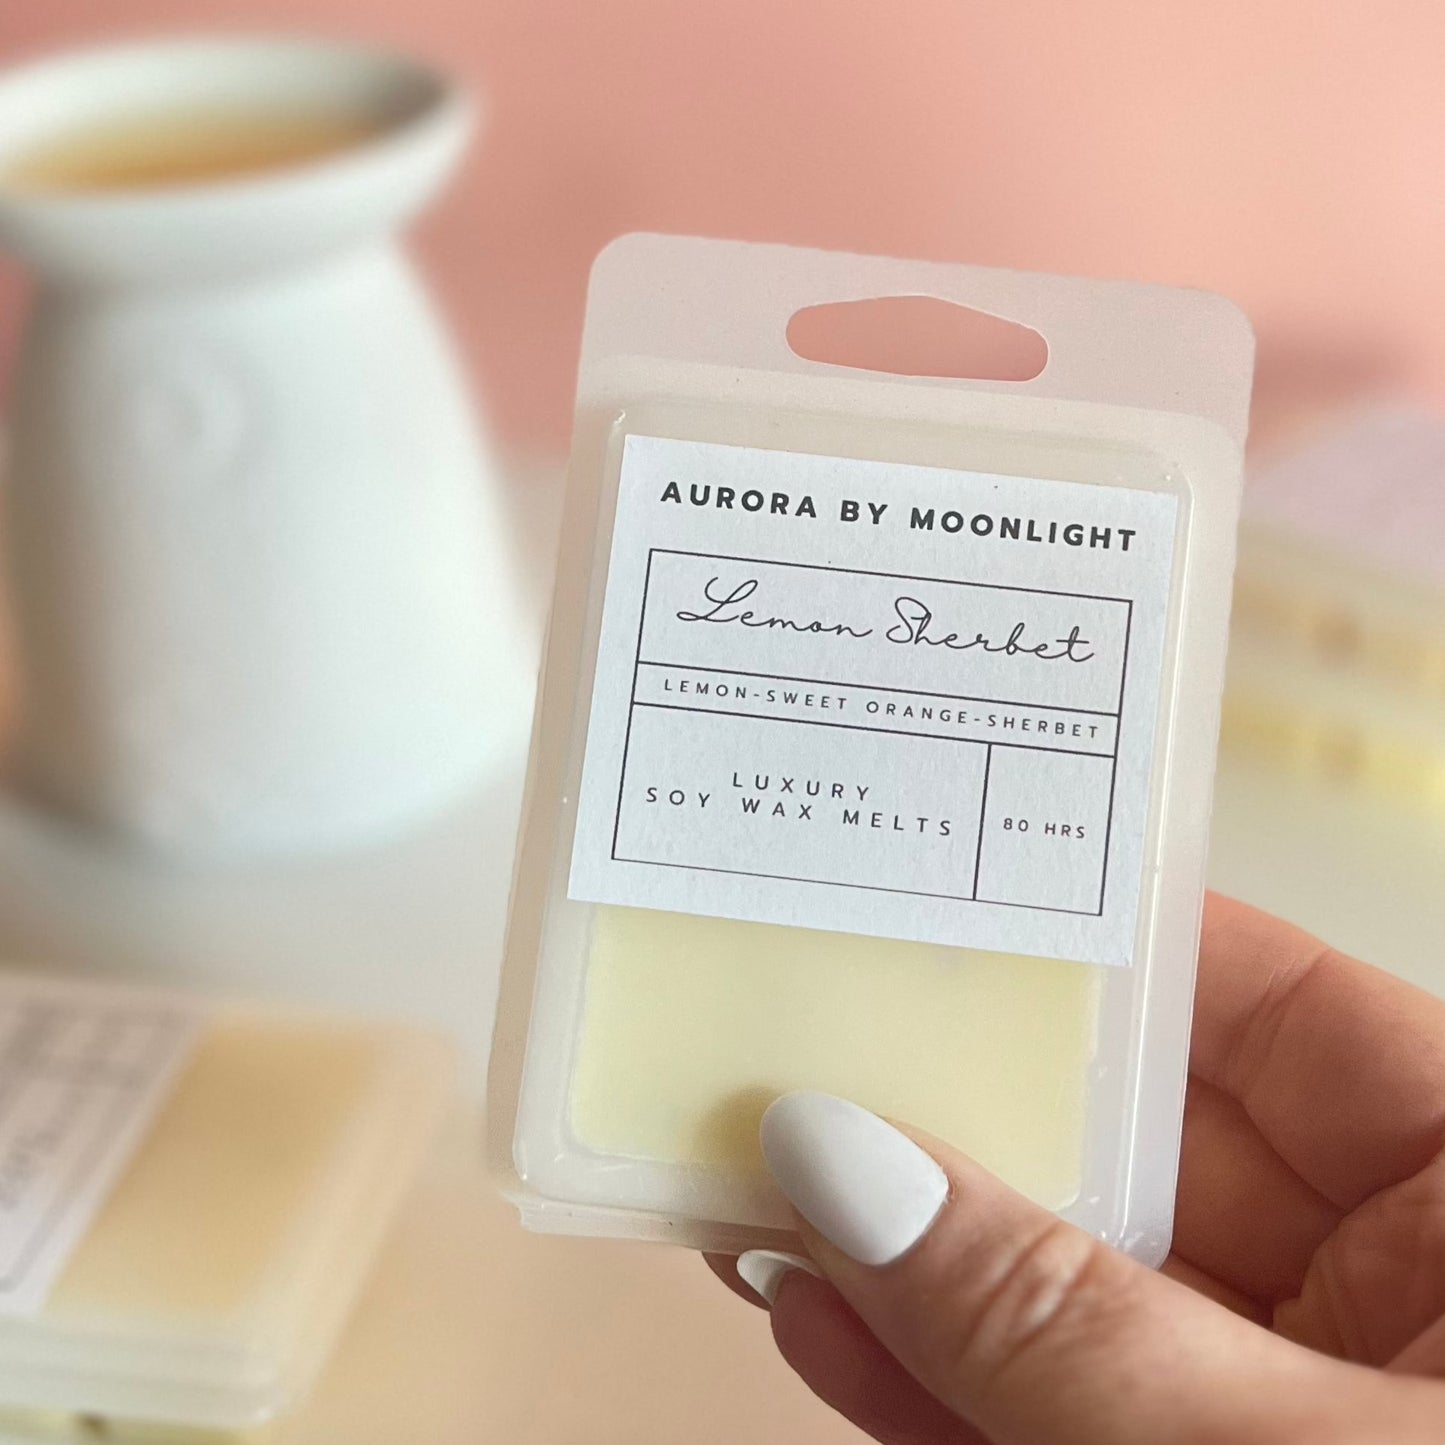 AURORA BY MOONLIGHT
Lemon Sherbet
LEMON-SWEET ORANGE-SHERBET
LUXURY
SOY WAX MELTS
80 HRS